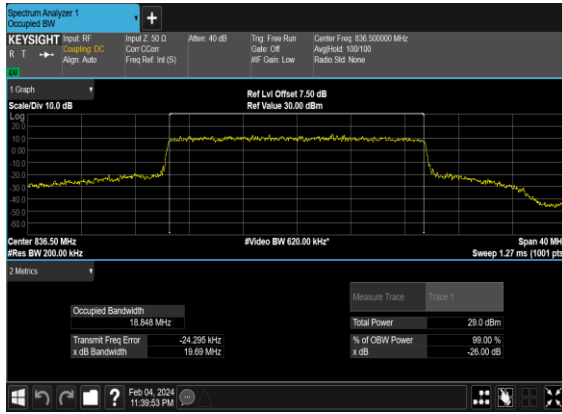 Spectrum Analyzer 1
Occupied BW
KEYSIGHT
R T
LXI
Input: RF
Coupling: DC
Align: Auto
Input Z: 50 Ω
Corr CCorr
Freq Ref: Int (S)
Atten: 40 dB
Trig: Free Run
Gate: Off
#IF Gain: Low
Center Freq: 836.500000 MHz
Avg|Hold: 100/100
Radio Std: None
1 Graph
Scale/Div 10.0 dB
Ref Lvl Offset 7.50 dB
Ref Value 30.00 dBm
Log
20.0
10.0
0.00
-10.0
-20.0
-30.0
-40.0
-50.0
-60.0
Center 836.50 MHz
#Res BW 200.00 kHz
#Video BW 620.00 kHz*
Span 40 MH
Sweep 1.27 ms (1001 pts
2 Metrics
Measure Trace Trace 1
Occupied Bandwidth
18.848 MHz
Total Power 29.0 dBm
Transmit Freq Error -24.295 kHz
% of OBW Power 99.00 %
x dB Bandwidth 19.69 MHz
x dB -26.00 dB
?
Feb 04, 2024
11:39:53 PM